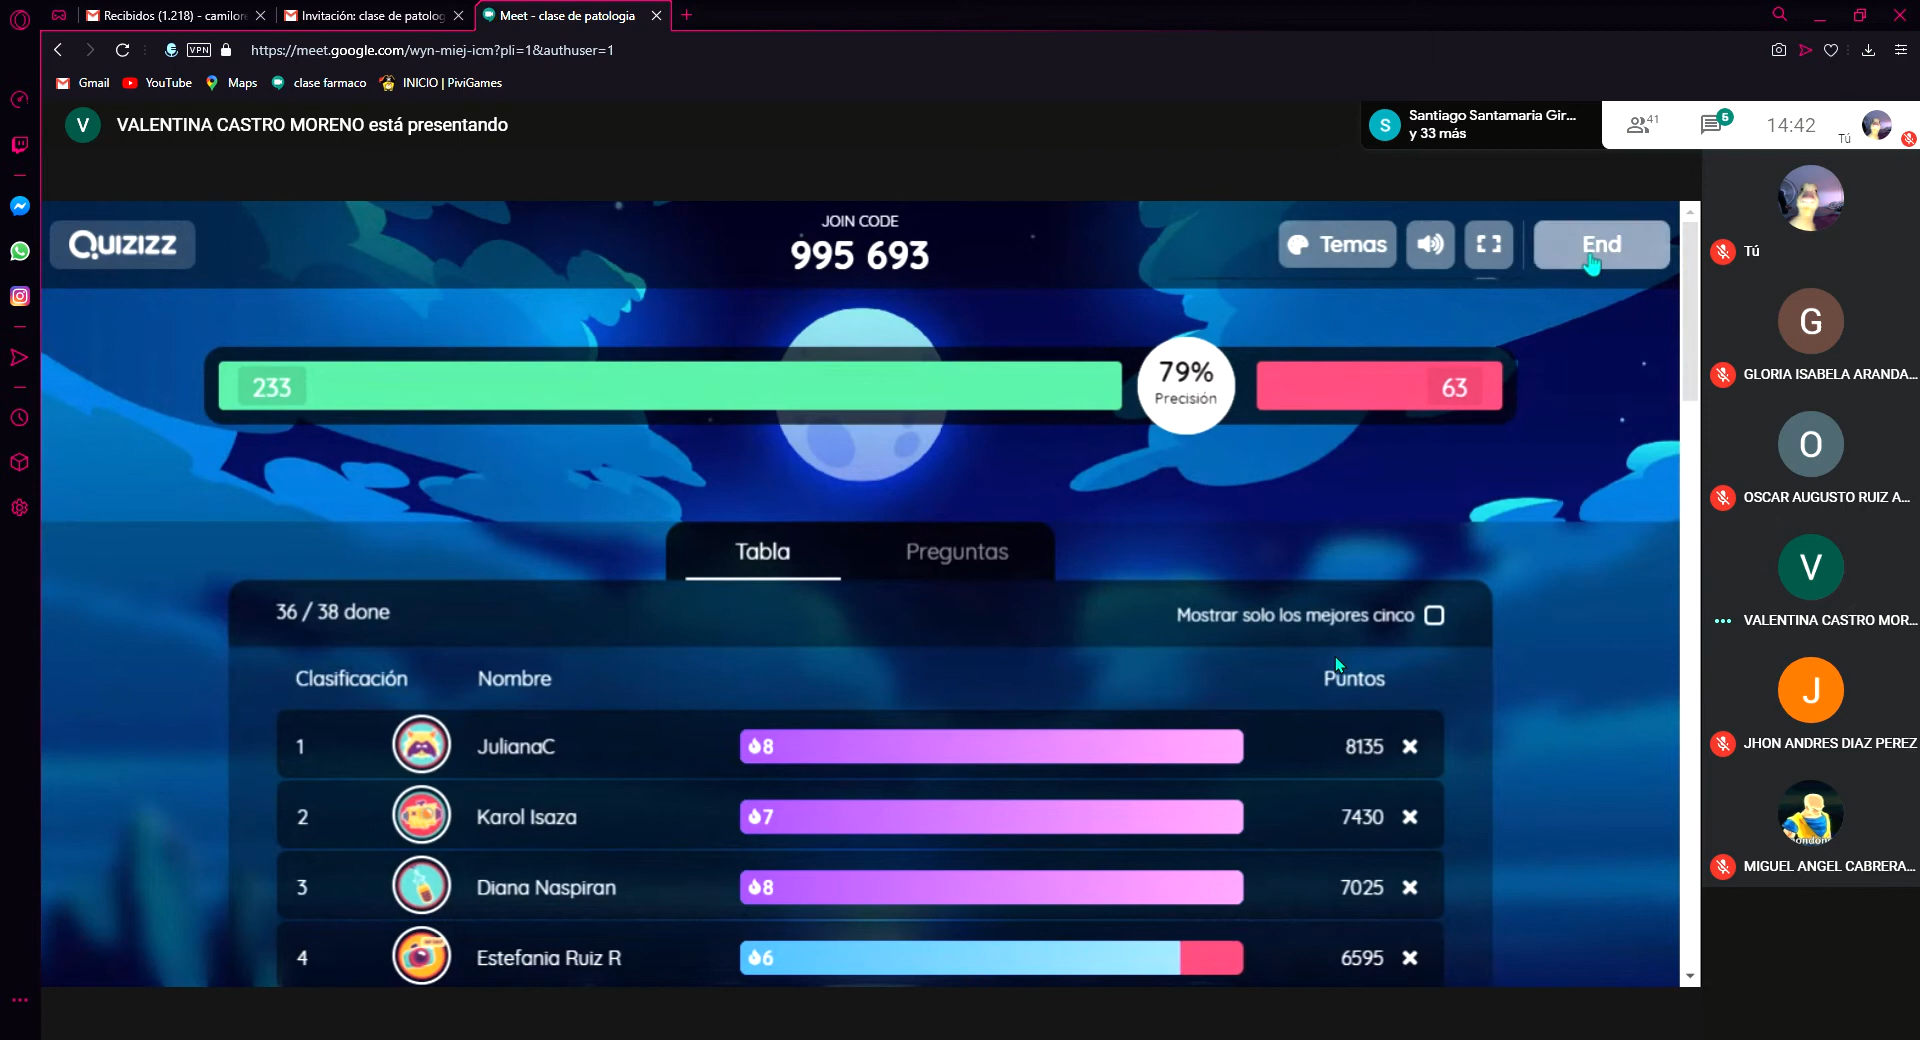 Recibidos (1.218) - camilore
Invitación: clase de patolog
Meet - clase de patologia
VPN
https://meet.google.com/wyn-miej-icm?pli=1&authuser=1
Gmail
YouTube
Maps
clase farmaco
INICIO | PiviGames
V
VALENTINA CASTRO MORENO está presentando
S
Santiago Santamaria Gir...
y 33 más
41
5
14:42
Tú
Quizizz
JOIN CODE
995 693
Temas
End
233
79%
Precisión
63
Tabla
Preguntas
36 / 38 done
Mostrar solo los mejores cinco
Clasificación
Nombre
Puntos
1
JulianaC
8
8135
2
Karol Isaza
7
7430
3
Diana Naspiran
8
7025
4
Estefania Ruiz R
6
6595
Tú
G
GLORIA ISABELA ARANDA...
O
OSCAR AUGUSTO RUIZ A...
V
VALENTINA CASTRO MOR...
J
JHON ANDRES DIAZ PEREZ
MIGUEL ANGEL CABRERA...